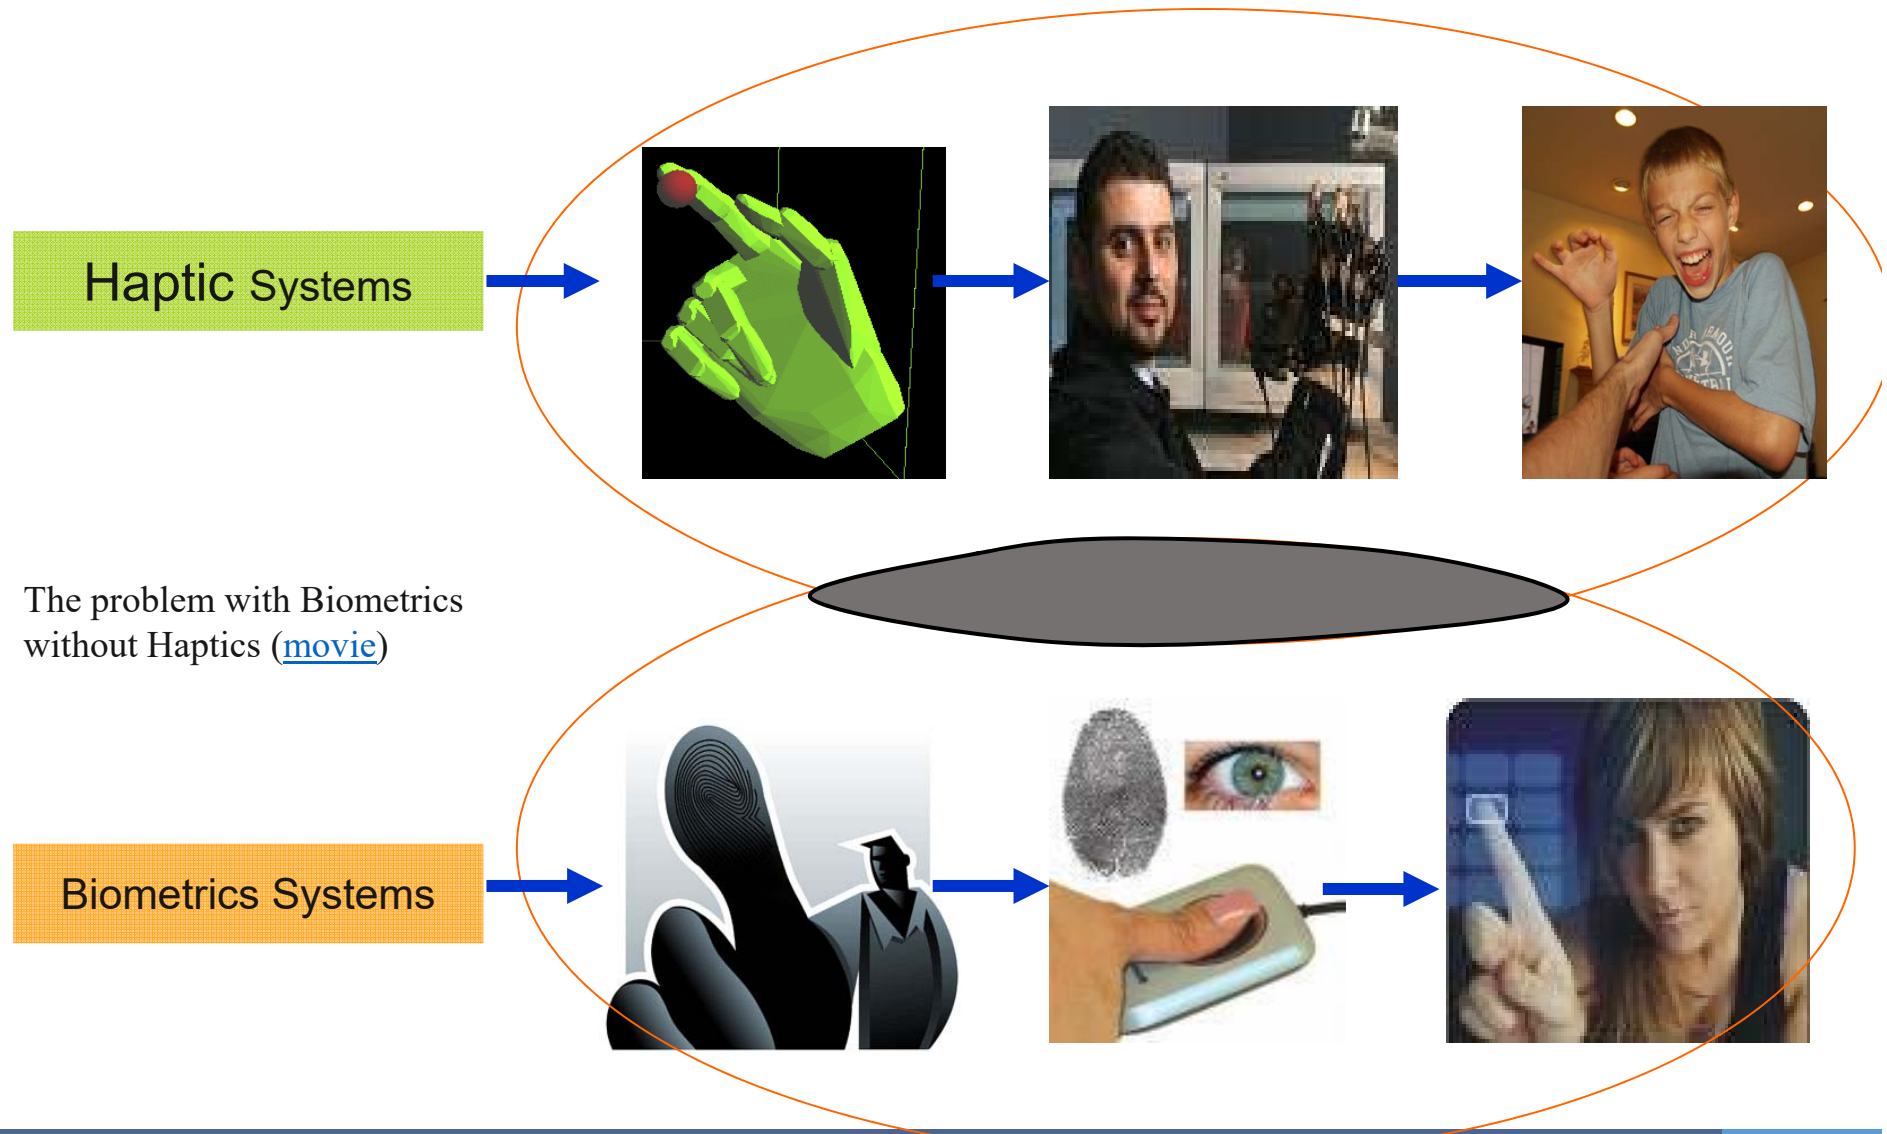 Haptic Systems
The problem with Biometrics
without Haptics (movie)
Biometrics Systems